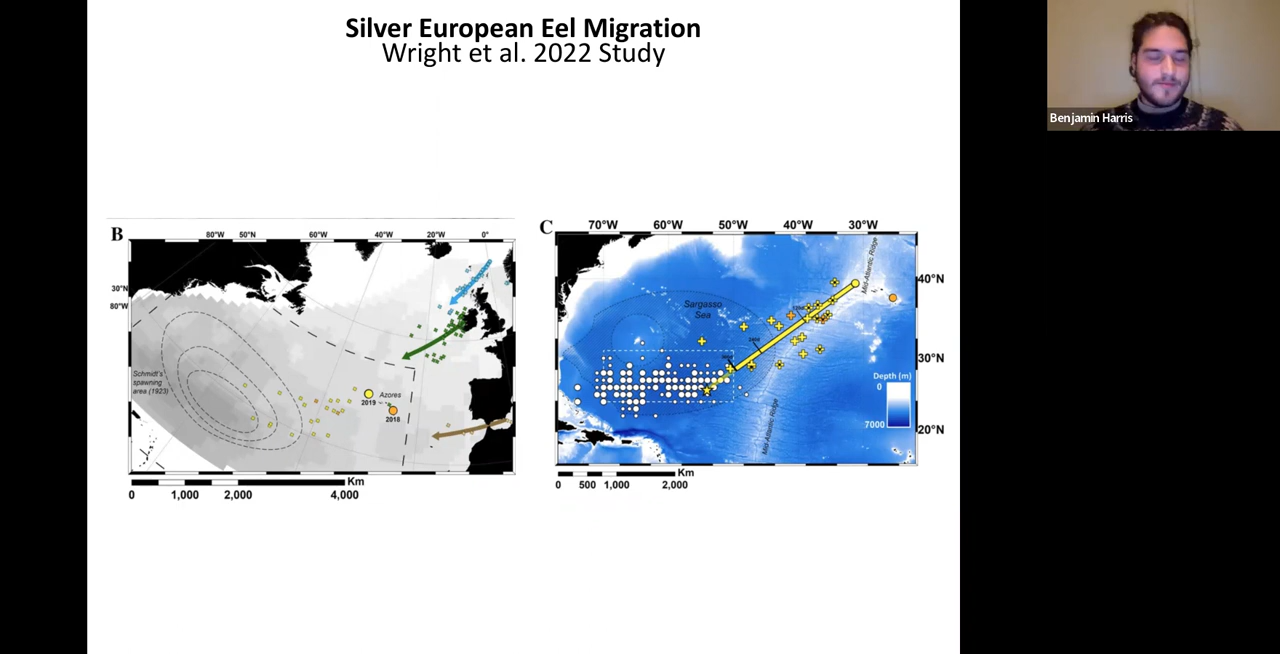 Silver European Eel Migration
Wright et al. 2022 Study
Benjamin Harris
B
80°W 50°N 60°W 40°W 20°W 0°
30°N
80°W
Schmidt's
spawning
area (1923)
Azores
2019
2018
Km
0 1,000 2,000 4,000
C
70°W 60°W 50°W 40°W 30°W
Mid-Atlantic Ridge
40°N
Sargasso
Sea
30°N
Depth (m)
0
7000
Mid-Atlantic Ridge
20°N
Km
0 500 1,000 2,000